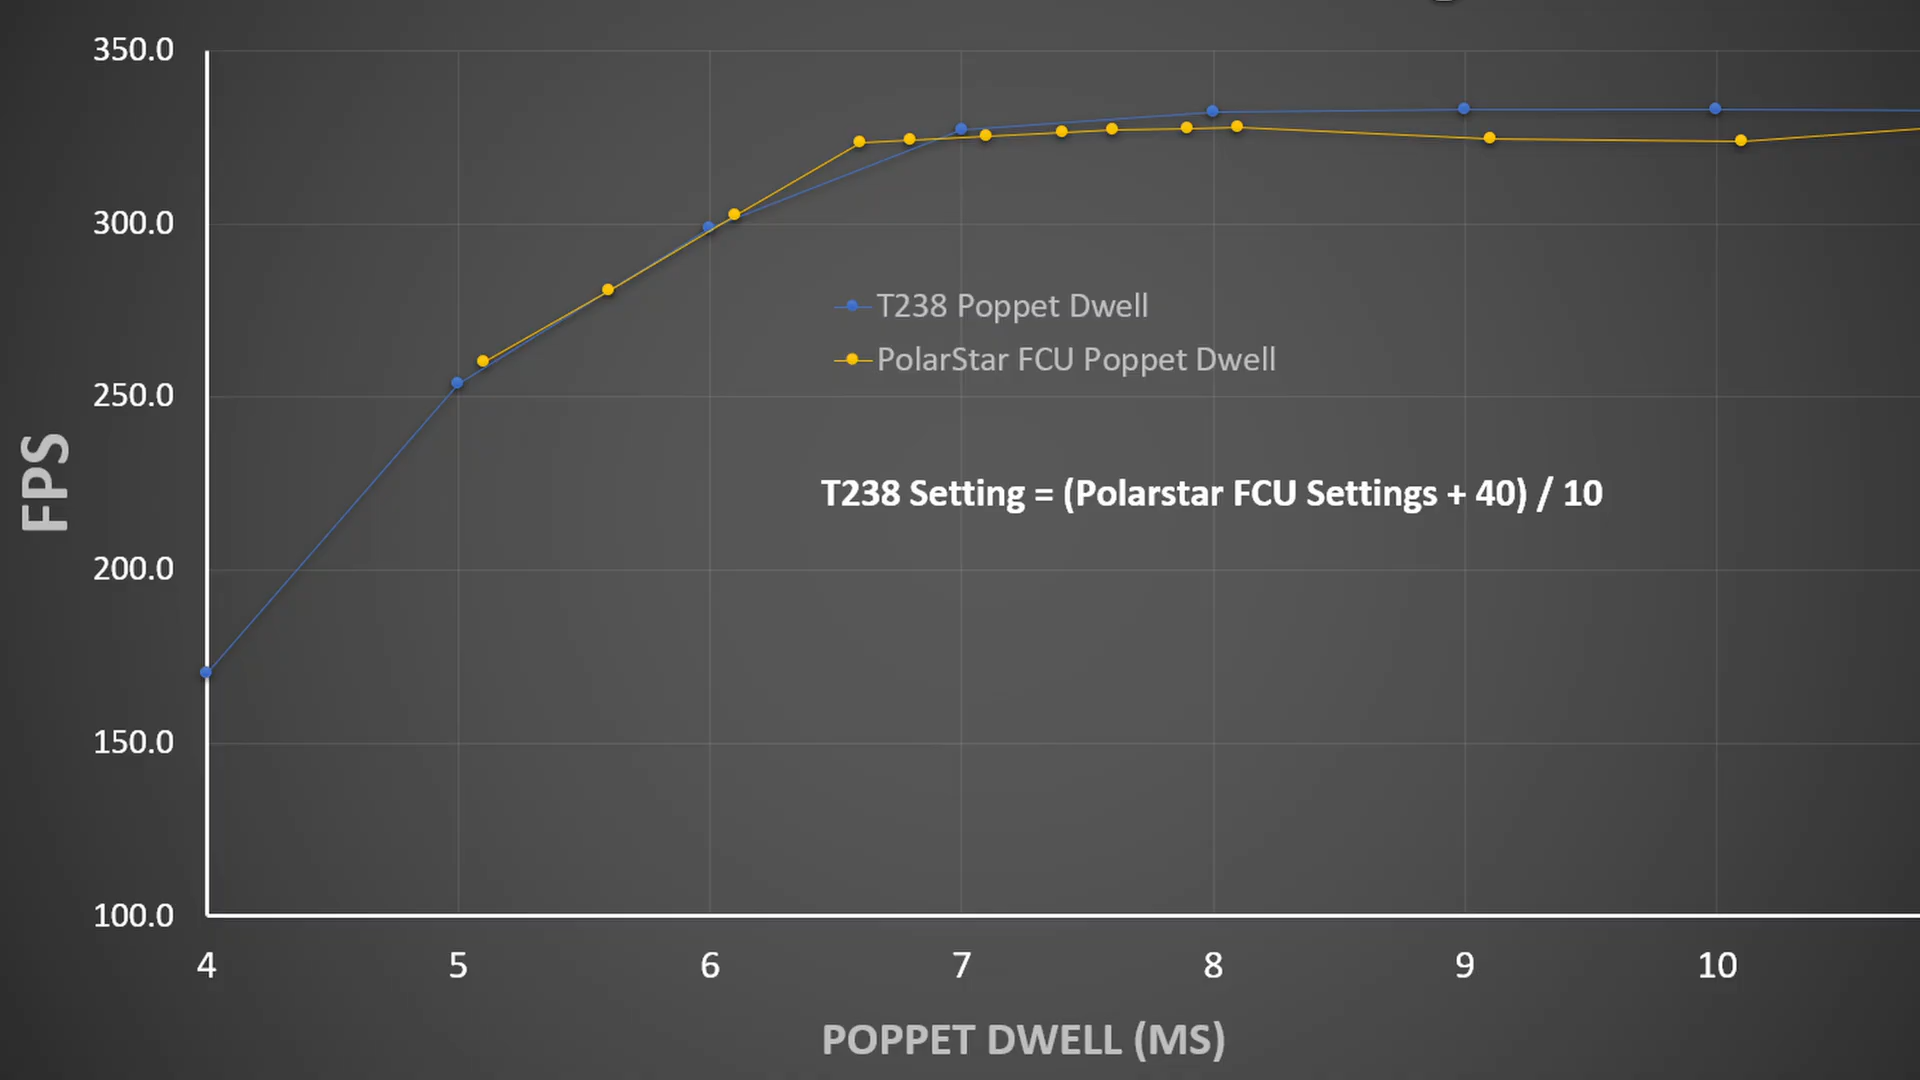 350.0
300.0
250.0
200.0
150.0
100.0
FPS
T238 Poppet Dwell
PolarStar FCU Poppet Dwell
T238 Setting = (Polarstar FCU Settings + 40) / 10
4 5 6 7 8 9 10
POPPET DWELL (MS)